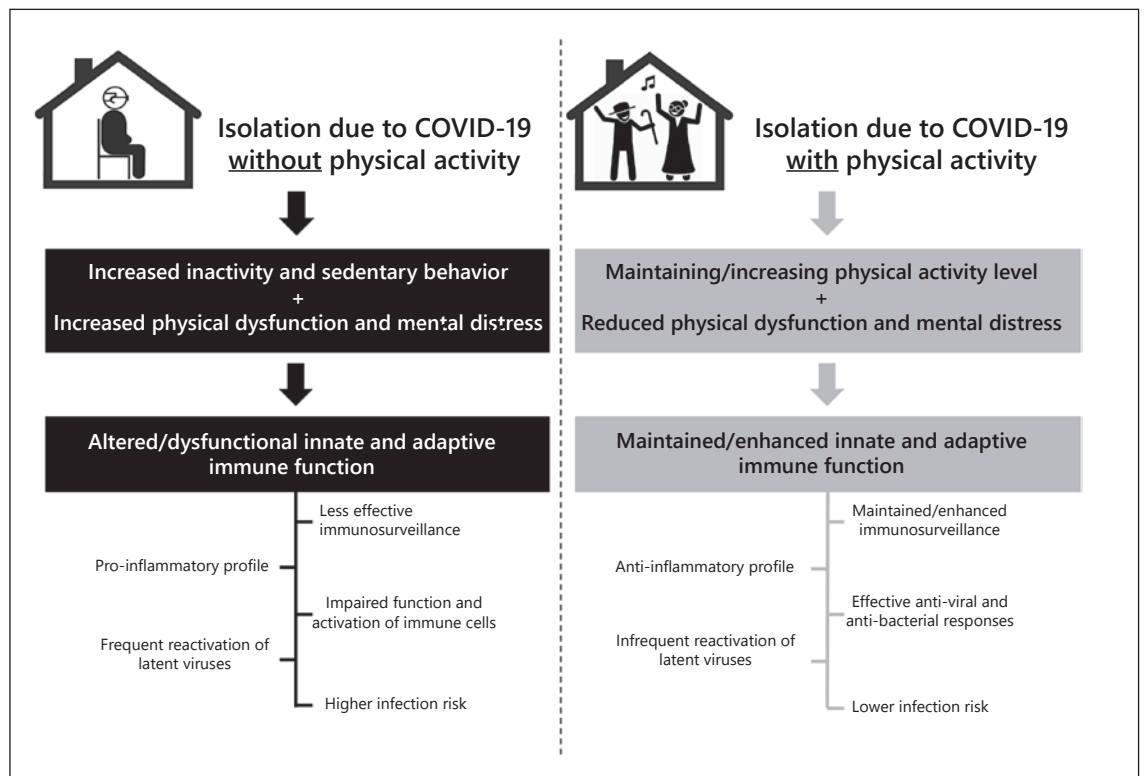 Isolation due to COVID-19
without physical activity
Increased inactivity and sedentary behavior
+
Increased physical dysfunction and mental distress
Altered/dysfunctional innate and adaptive
immune function
Less effective
immunosurveillance
Pro-inflammatory profile
Impaired function and
activation of immune cells
Frequent reactivation of
latent viruses
Higher infection risk
Isolation due to COVID-19
with physical activity
Maintaining/increasing physical activity level
+
Reduced physical dysfunction and mental distress
Maintained/enhanced innate and adaptive
immune function
Maintained/enhanced
immunosurveillance
Anti-inflammatory profile
Effective anti-viral and
anti-bacterial responses
Infrequent reactivation of
latent viruses
Lower infection risk